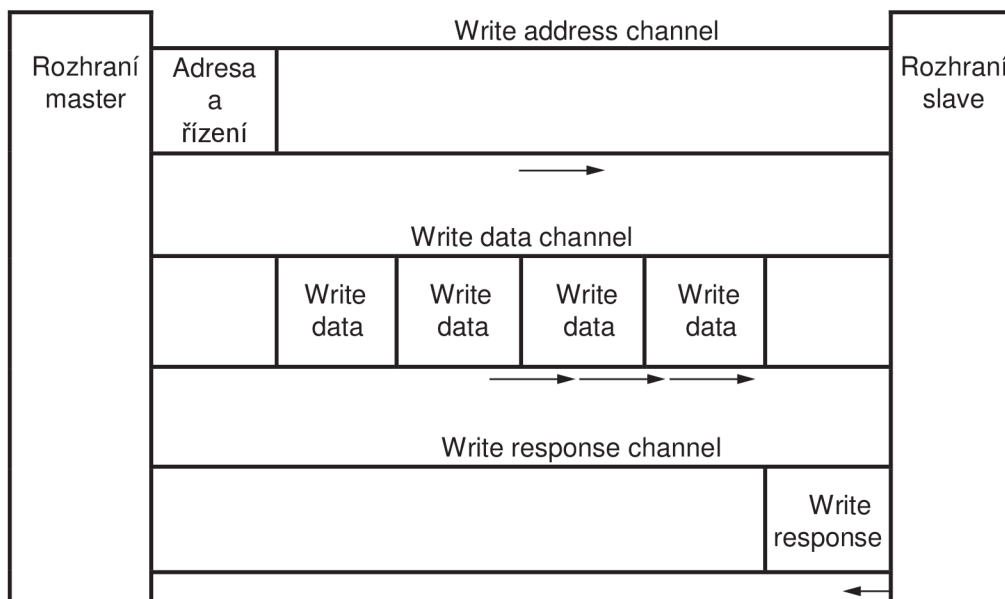 Write address channel
Rozhraní
master
Adresa
a
řízení
Rozhraní
slave
Write data channel
Write
data
Write
data
Write
data
Write
data
Write response channel
Write
response